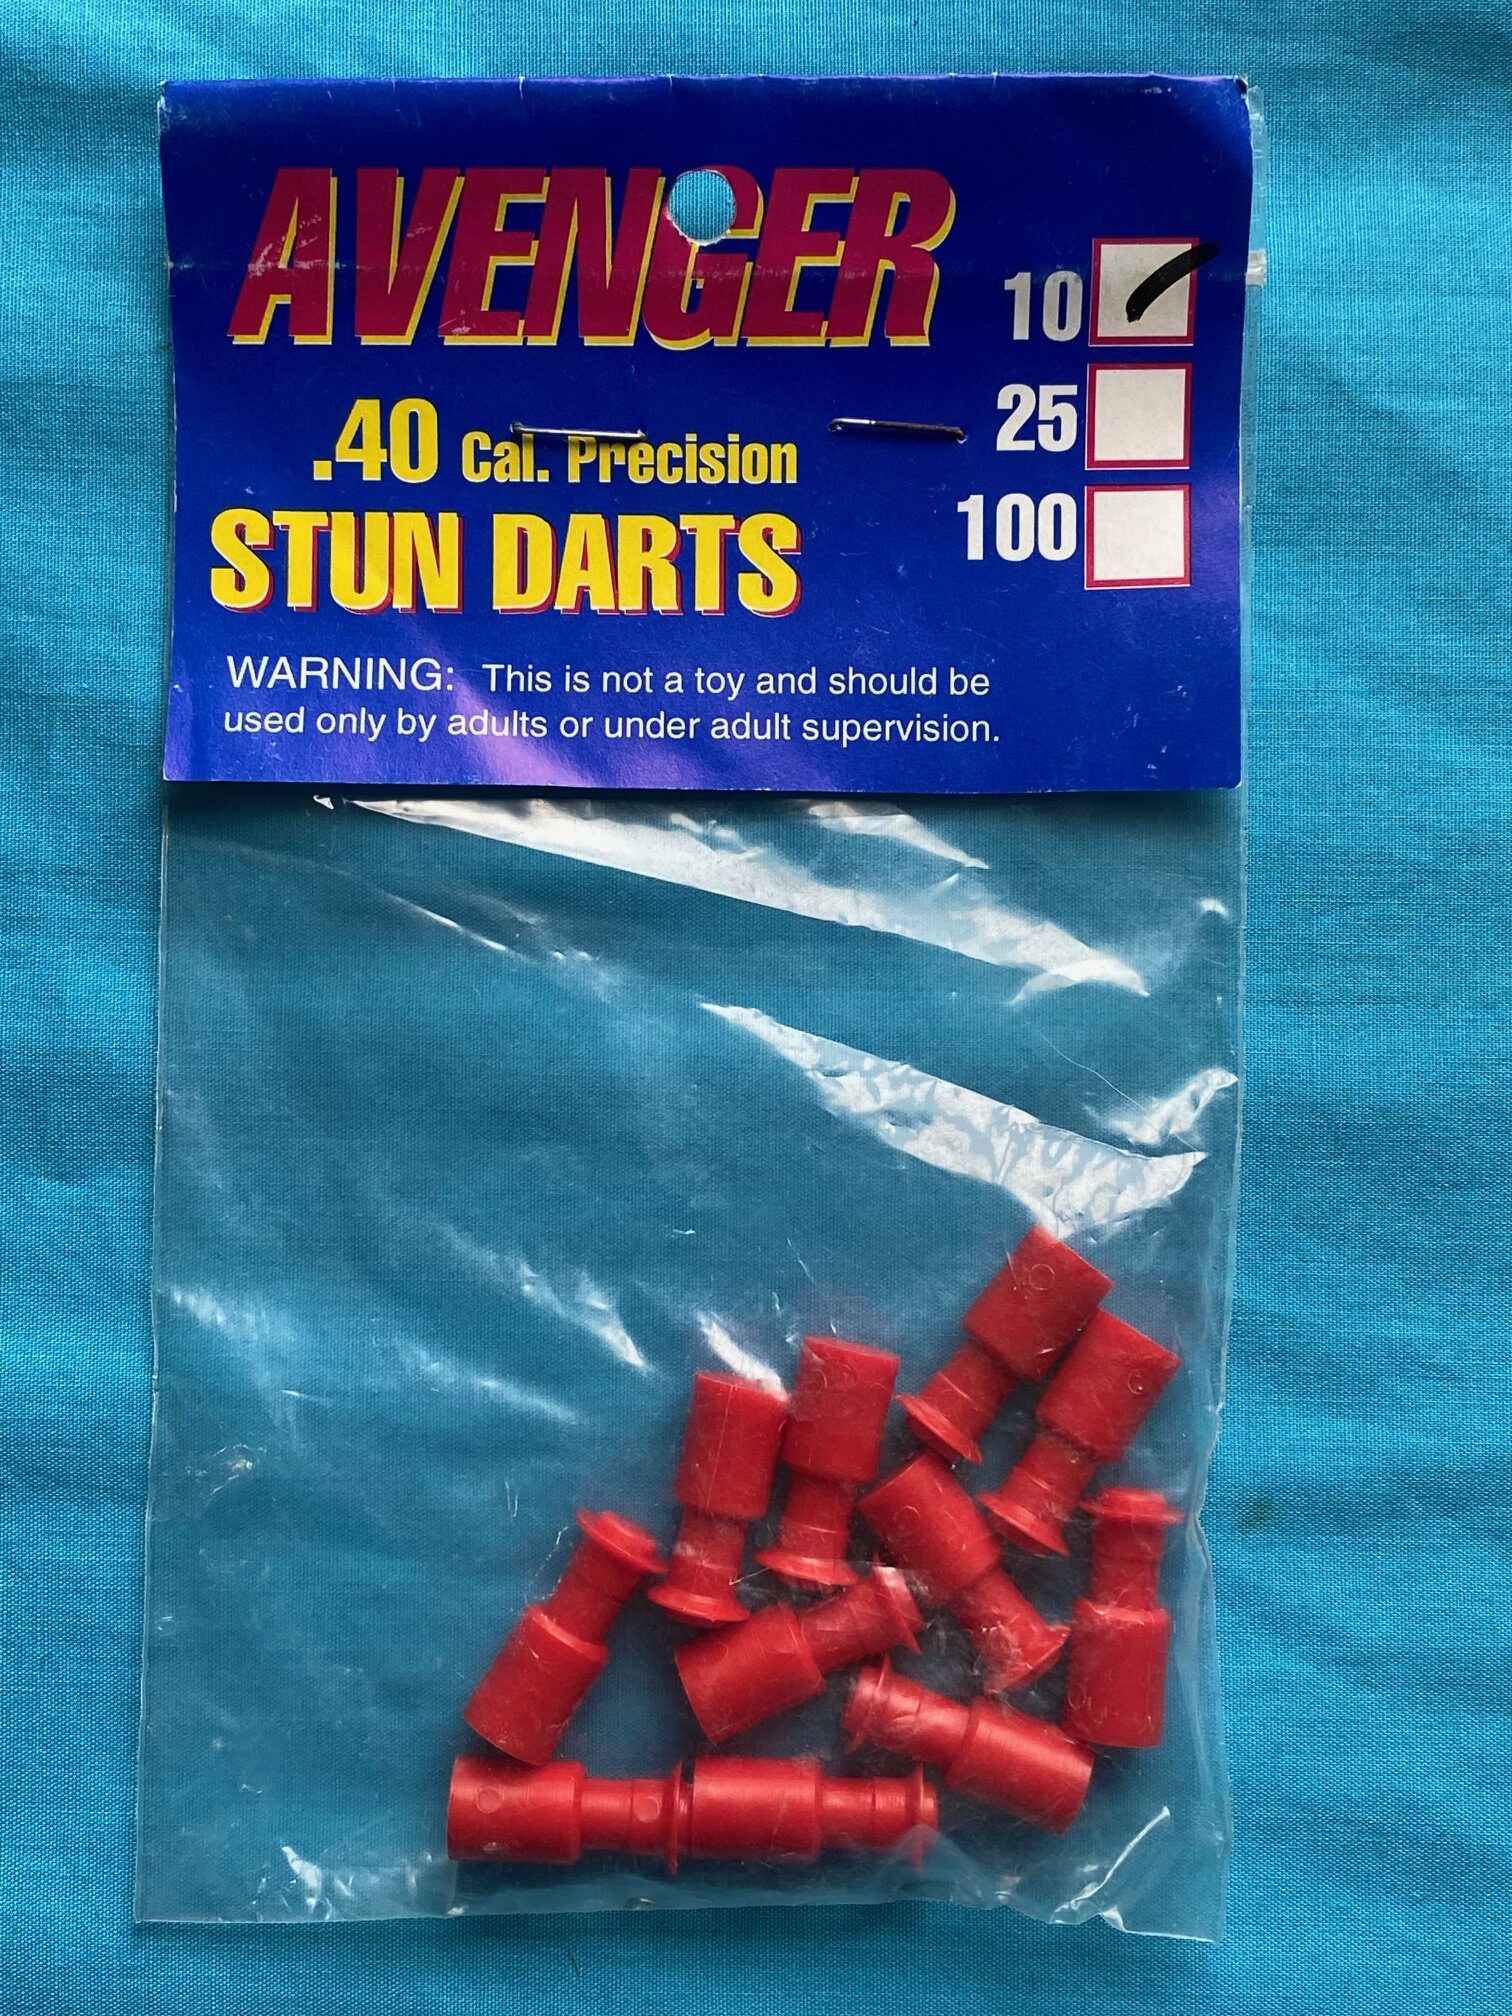 AVENGER
.40 Cal. Precision
STUN DARTS
10
25
100
WARNING: This is not a toy and should be
used only by adults or under adult supervision.